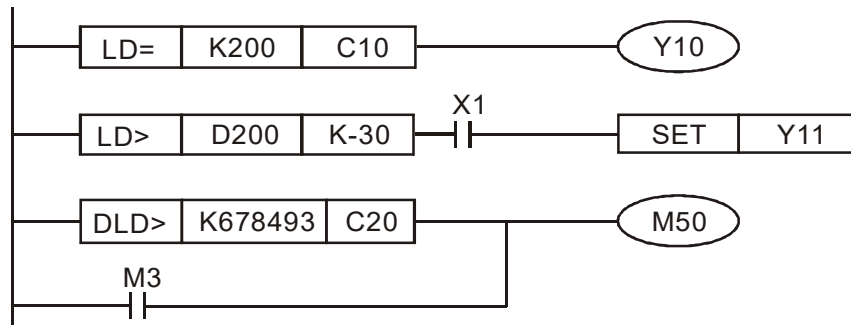 LD= K200 C10 Y10
X1
LD> D200 K-30 SET Y11
DLD> K678493 C20 M50
M3